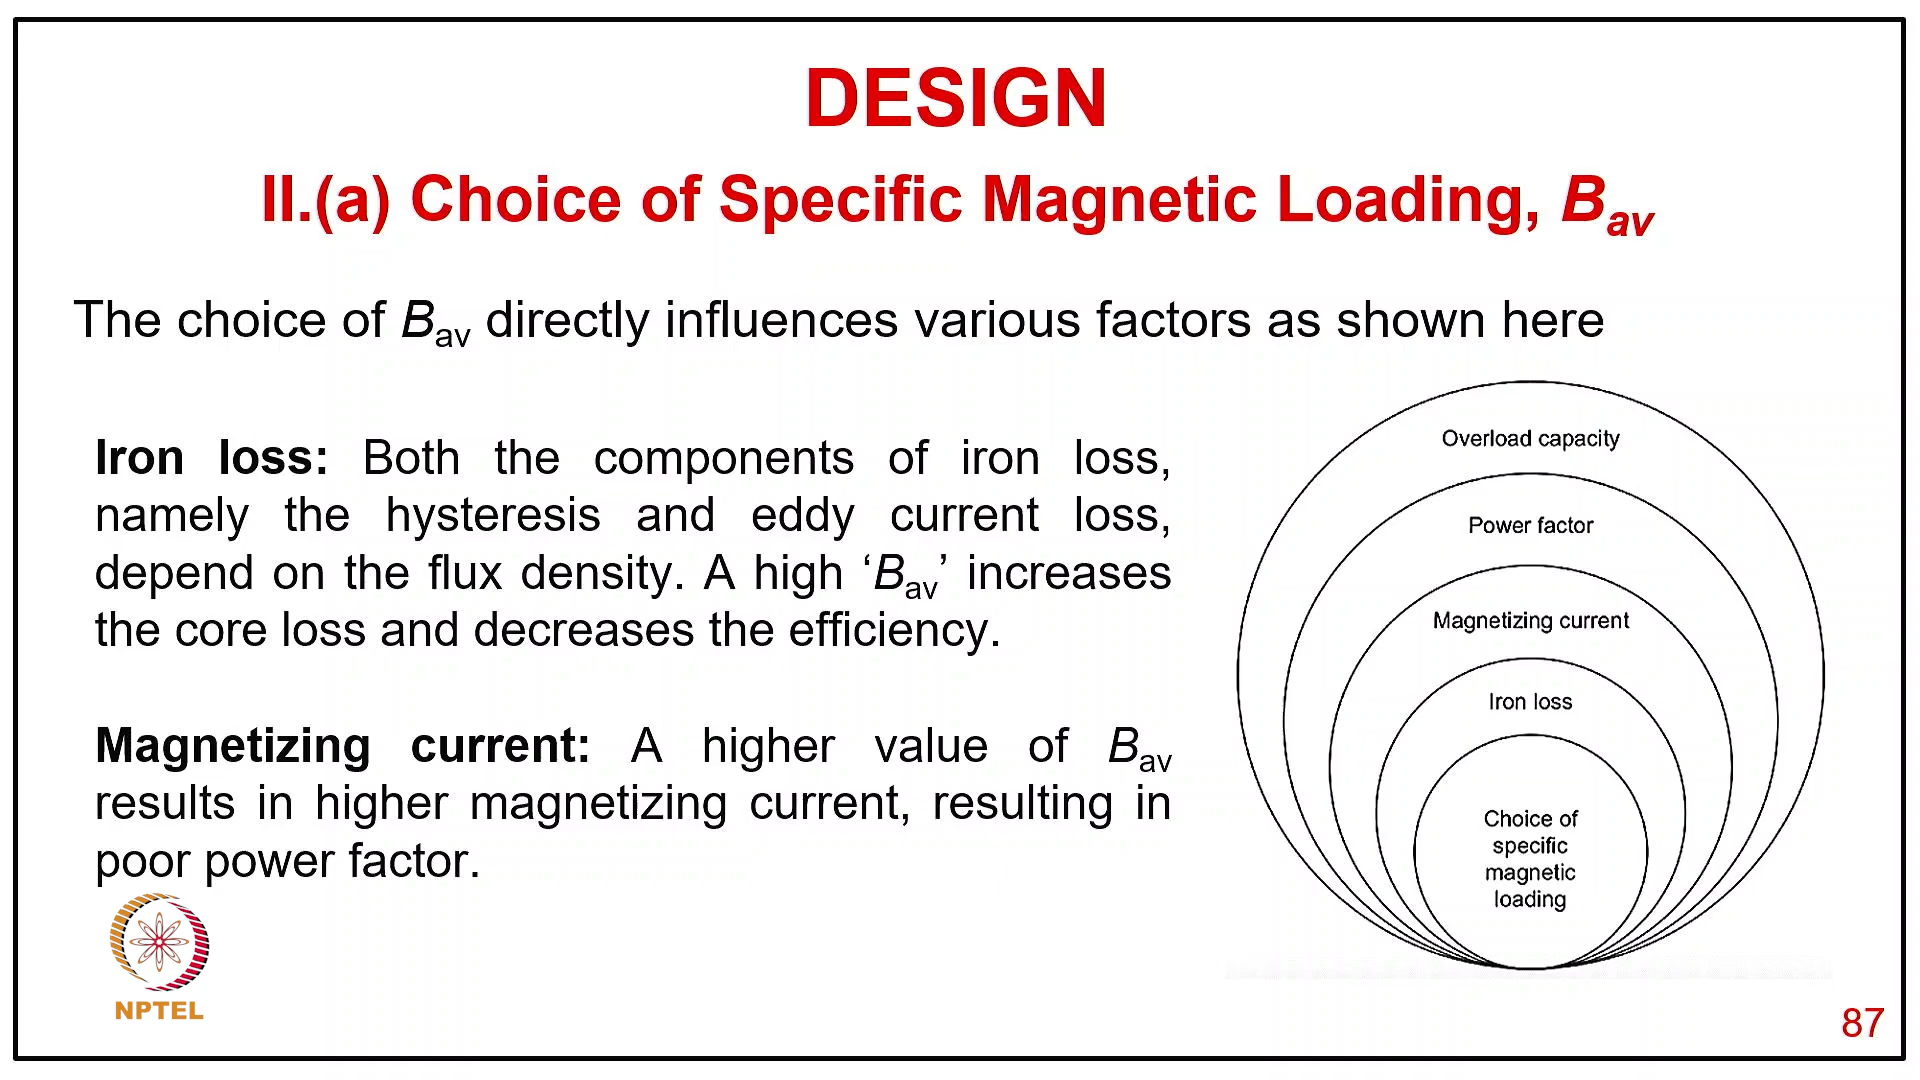 DESIGN
II.(a) Choice of Specific Magnetic Loading, Bav
The choice of Bav directly influences various factors as shown here
Iron loss: Both the components of iron loss,
namely the hysteresis and eddy current loss,
depend on the flux density. A high ‘Bav’ increases
the core loss and decreases the efficiency.
Magnetizing current: A higher value of Bav
results in higher magnetizing current, resulting in
poor power factor.
Overload capacity
Power factor
Magnetizing current
Iron loss
Choice of
specific
magnetic
loading
NPTEL
87